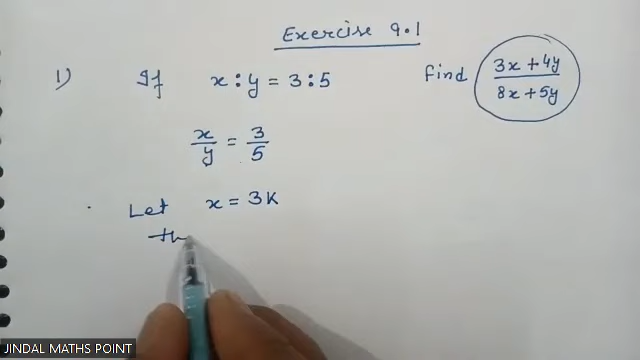 Exercise 9.1
1) If x : y = 3 : 5 find (3x + 4y)/(8x + 5y)
x/y = 3/5
Let x = 3K
th
JINDAL MATHS POINT